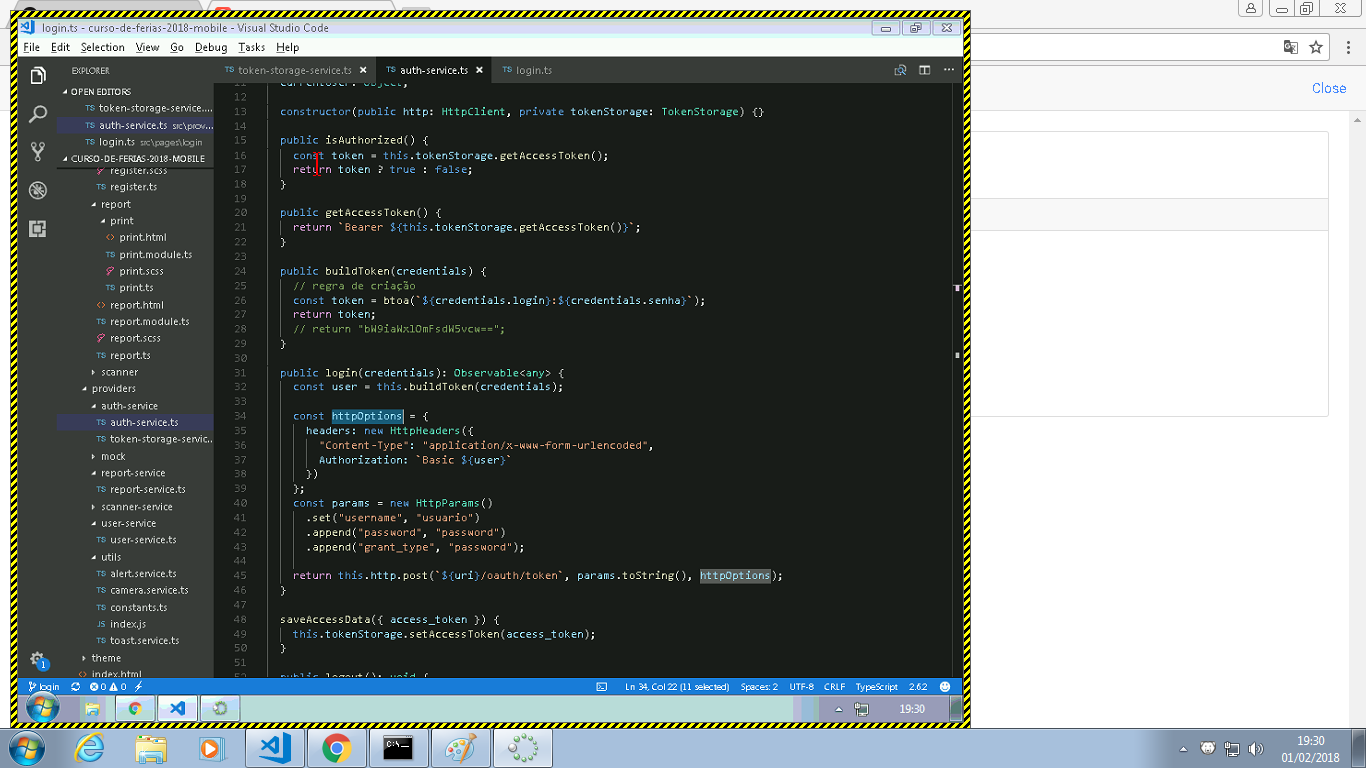 login.ts - curso-de-ferias-2018-mobile - Visual Studio Code
File Edit Selection View Go Debug Tasks Help
EXPLORER
OPEN EDITORS
TS token-storage-service....
TS auth-service.ts src\prov...
TS login.ts src\pages\login
CURSO-DE-FERIAS-2018-MOBILE
register.scss
TS register.ts
report
print
<> print.html
TS print.module.ts
print.scss
TS print.ts
<> report.html
TS report.module.ts
report.scss
TS report.ts
scanner
providers
auth-service
TS auth-service.ts
TS token-storage-servic...
mock
report-service
TS report-service.ts
scanner-service
user-service
TS user-service.ts
utils
TS alert.service.ts
TS camera.service.ts
TS constants.ts
JS index.js
TS toast.service.ts
theme
<> index.html
TS token-storage-service.ts
TS auth-service.ts
TS login.ts
11 currentUser: Object;
12
13 constructor(public http: HttpClient, private tokenStorage: TokenStorage) {}
14
15 public isAuthorized() {
16 const token = this.tokenStorage.getAccessToken();
17 return token ? true : false;
18 }
19
20 public getAccessToken() {
21 return `Bearer ${this.tokenStorage.getAccessToken()}`;
22 }
23
24 public buildToken(credentials) {
25 // regra de criação
26 const token = btoa(`${credentials.login}:${credentials.senha}`);
27 return token;
28 // return "bW9iaWxlOmFsdW5vcw==";
29 }
30
31 public login(credentials): Observable<any> {
32 const user = this.buildToken(credentials);
33
34 const httpOptions = {
35 headers: new HttpHeaders({
36 "Content-Type": "application/x-www-form-urlencoded",
37 Authorization: `Basic ${user}`
38 })
39 };
40 const params = new HttpParams()
41 .set("username", "usuario")
42 .append("password", "password")
43 .append("grant_type", "password");
44
45 return this.http.post(`${uri}/oauth/token`, params.toString(), httpOptions);
46 }
47
48 saveAccessData({ access_token }) {
49 this.tokenStorage.setAccessToken(access_token);
50 }
51
public logout(): void {
login 0 0 Ln 34, Col 22 (11 selected) Spaces: 2 UTF-8 CRLF TypeScript 2.6.2
1
19:30
Close
C:\
19:30
01/02/2018